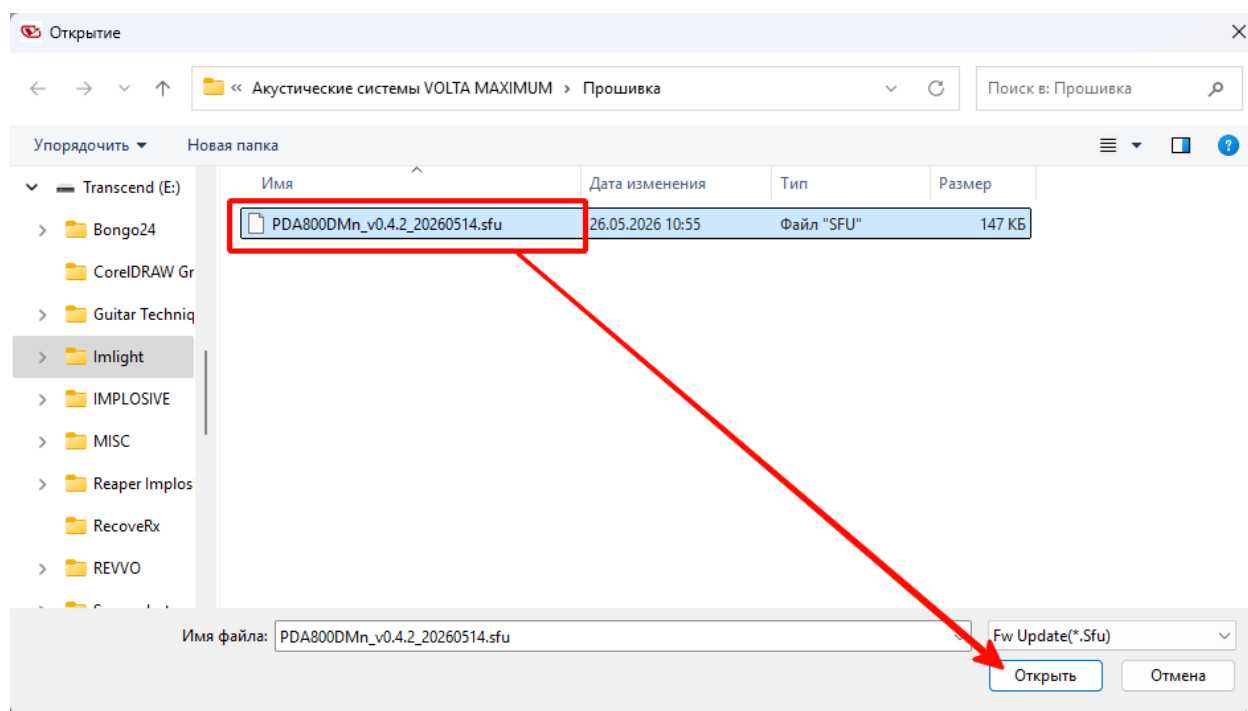 Открытие
« Акустические системы VOLTA MAXIMUM > Прошивка
Поиск в: Прошивка
Упорядочить
Новая папка
Имя
Дата изменения
Тип
Размер
Transcend (E:)
PDA800DMn_v0.4.2_20260514.sfu
26.05.2026 10:55
Файл "SFU"
147 КБ
Bongo24
CorelDRAW Gr
Guitar Techniq
Imlight
IMPLOSIVE
MISC
Reaper Implos
RecoveRx
REVVO
Имя файла:
PDA800DMn_v0.4.2_20260514.sfu
Fw Update(*.Sfu)
Открыть
Отмена